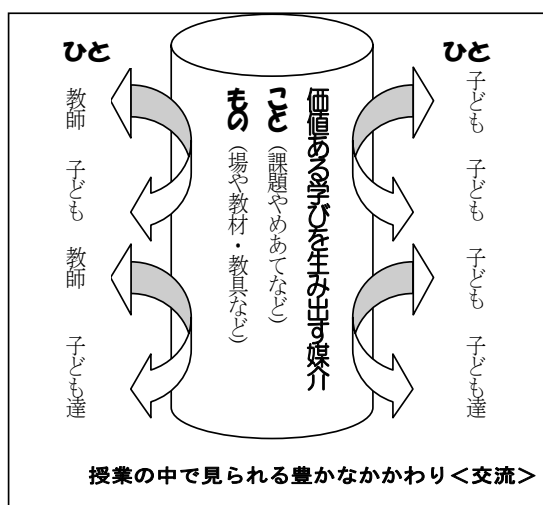 ひと
ひと
子ども
子ども
子ども
子ども達
価値ある学びを生み出す媒介
こと（課題やめあてなど）
もの（場や教材・教具など）
教師
子ども
教師
子ども達
授業の中で見られる豊かなかかわり＜交流＞